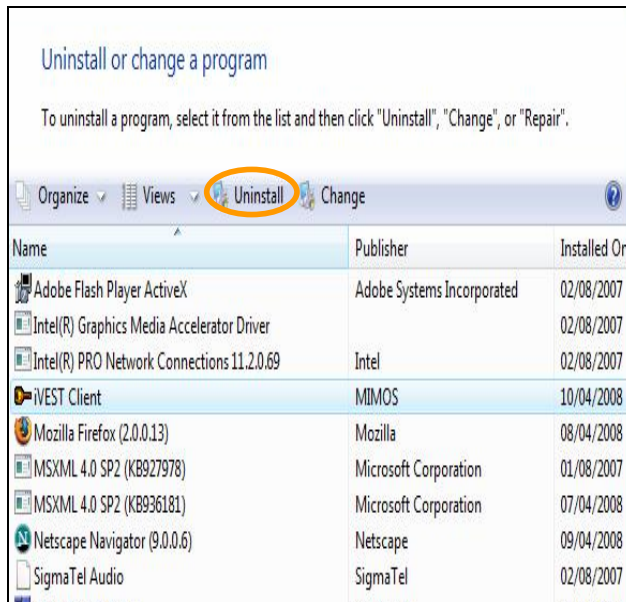 Uninstall or change a program
To uninstall a program, select it from the list and then click "Uninstall", "Change", or "Repair".
Organize Views Uninstall Change
Name Publisher Installed On
Adobe Flash Player ActiveX Adobe Systems Incorporated 02/08/2007
Intel(R) Graphics Media Accelerator Driver 02/08/2007
Intel(R) PRO Network Connections 11.2.0.69 Intel 02/08/2007
iVEST Client MIMOS 10/04/2008
Mozilla Firefox (2.0.0.13) Mozilla 08/04/2008
MSXML 4.0 SP2 (KB927978) Microsoft Corporation 01/08/2007
MSXML 4.0 SP2 (KB936181) Microsoft Corporation 07/04/2008
Netscape Navigator (9.0.0.6) Netscape 09/04/2008
SigmaTel Audio SigmaTel 02/08/2007